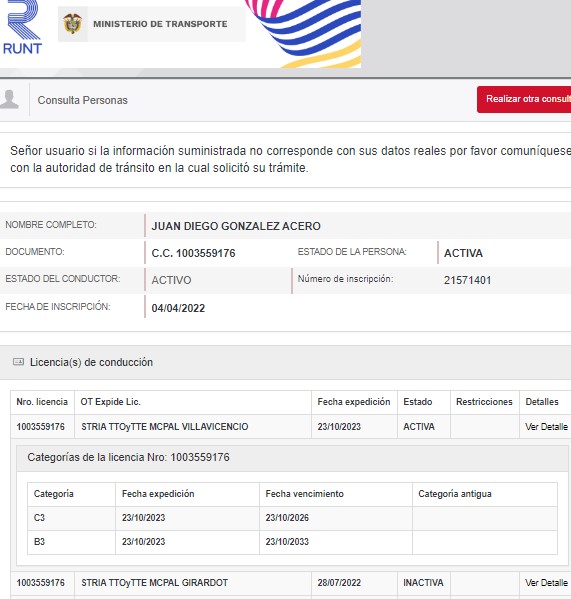 RUNT
MINISTERIO DE TRANSPORTE
Consulta Personas
Realizar otra consult
Señor usuario si la información suministrada no corresponde con sus datos reales por favor comuníquese
con la autoridad de tránsito en la cual solicitó su trámite.
NOMBRE COMPLETO: JUAN DIEGO GONZALEZ ACERO
DOCUMENTO: C.C. 1003559176 ESTADO DE LA PERSONA: ACTIVA
ESTADO DEL CONDUCTOR: ACTIVO Número de inscripción: 21571401
FECHA DE INSCRIPCIÓN: 04/04/2022
Licencia(s) de conducción
Nro. licencia OT Expide Lic. Fecha expedición Estado Restricciones Detalles
1003559176 STRIA TTOyTTE MCPAL VILLAVICENCIO 23/10/2023 ACTIVA Ver Detalle
Categorías de la licencia Nro: 1003559176
Categoría Fecha expedición Fecha vencimiento Categoría antigua
C3 23/10/2023 23/10/2026
B3 23/10/2023 23/10/2033
1003559176 STRIA TTOyTTE MCPAL GIRARDOT 28/07/2022 INACTIVA Ver Detalle